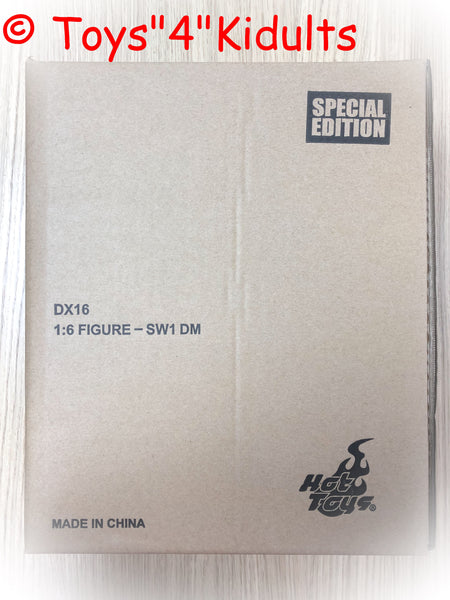 © Toys"4"Kidults
SPECIAL
EDITION
DX16
1:6 FIGURE – SW1 DM
Hot
Toys®
MADE IN CHINA